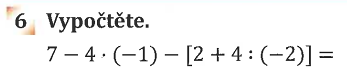 6 Vypočtěte.
7 − 4 · (−1) − [2 + 4 : (−2)] =